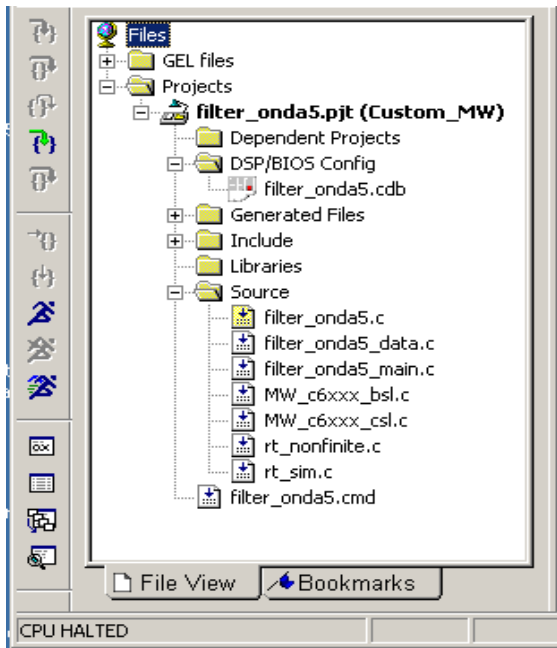 Files
GEL files
Projects
filter_onda5.pjt (Custom_MW)
Dependent Projects
DSP/BIOS Config
filter_onda5.cdb
Generated Files
Include
Libraries
Source
filter_onda5.c
filter_onda5_data.c
filter_onda5_main.c
MW_c6xxx_bsl.c
MW_c6xxx_csl.c
rt_nonfinite.c
rt_sim.c
filter_onda5.cmd
File View Bookmarks
CPU HALTED